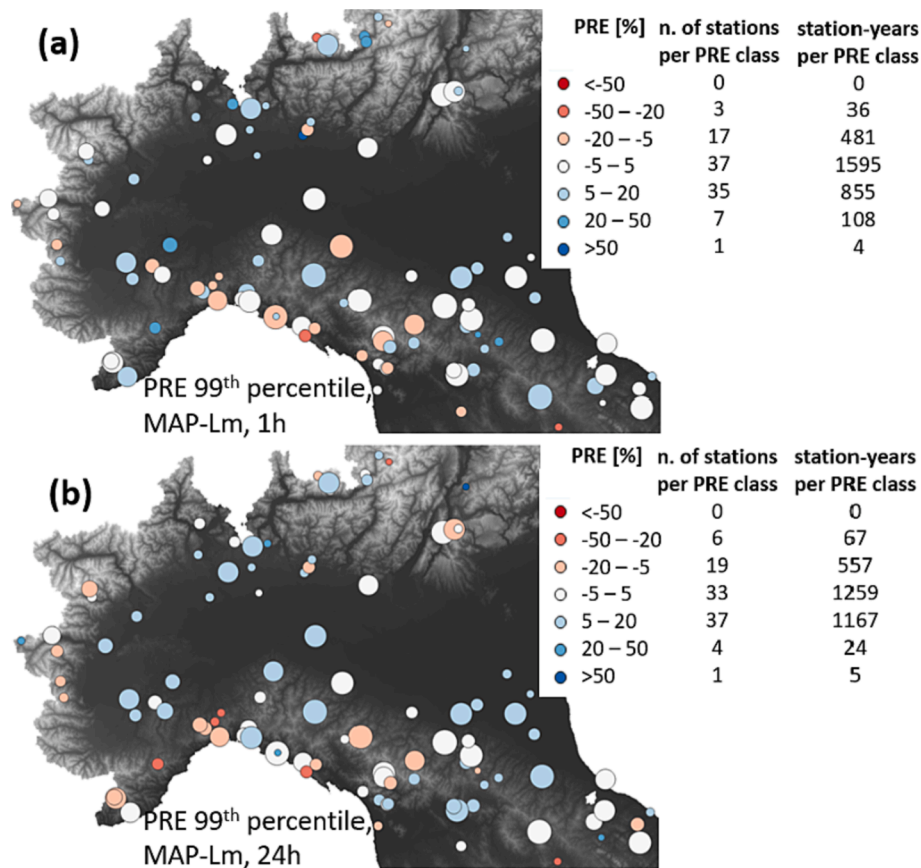 (a)
PRE [%] n. of stations station-years
per PRE class per PRE class
<-50 0 0
-50 – -20 3 36
-20 – -5 17 481
-5 – 5 37 1595
5 – 20 35 855
20 – 50 7 108
>50 1 4
PRE 99th percentile,
MAP-Lm, 1h
(b)
PRE [%] n. of stations station-years
per PRE class per PRE class
<-50 0 0
-50 – -20 6 67
-20 – -5 19 557
-5 – 5 33 1259
5 – 20 37 1167
20 – 50 4 24
>50 1 5
PRE 99th percentile,
MAP-Lm, 24h